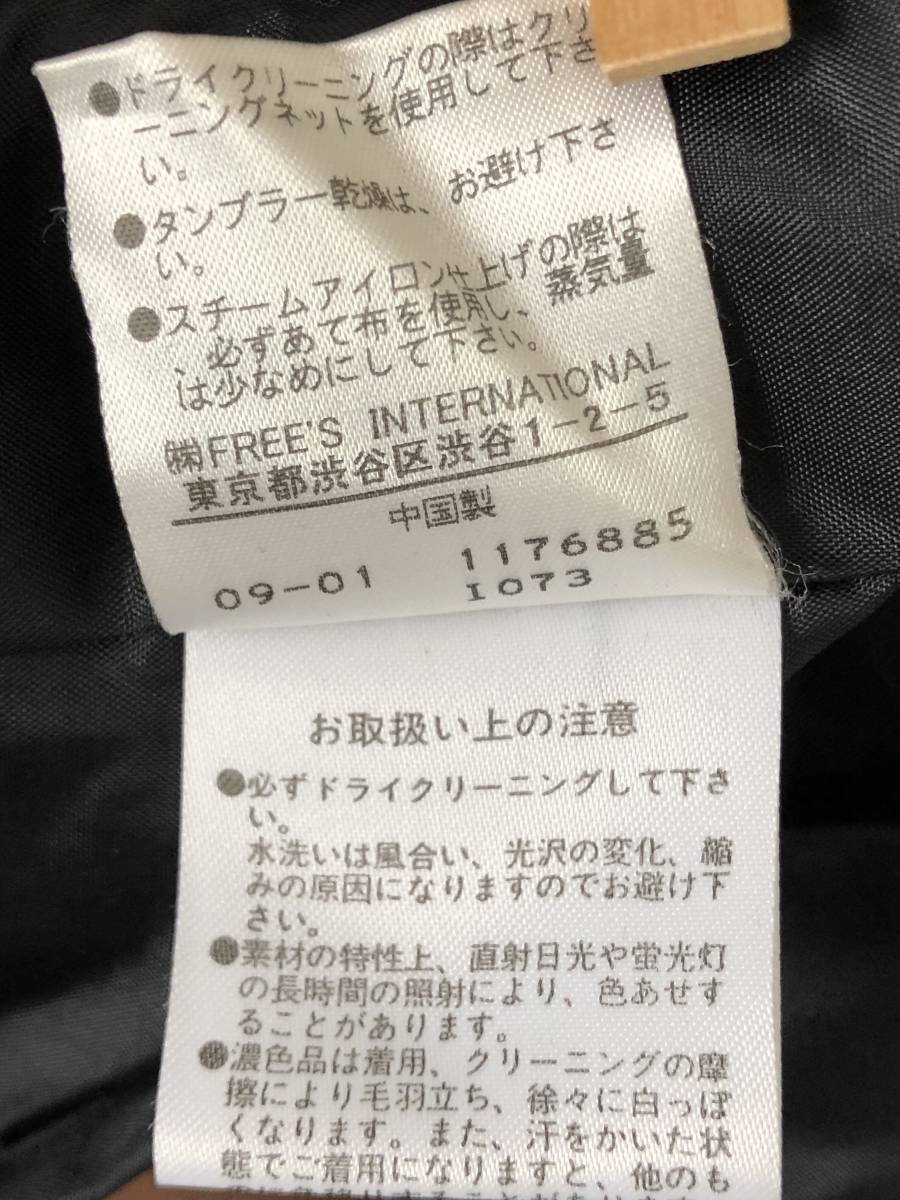 ●ドライクリーニングの際はクリ
ーニングネットを使用して下さ
い。
●タンブラー乾燥は、お避け下さ
い。
●スチームアイロン仕上げの際は
、必ずあて布を使用し、蒸気量
は少なめにして下さい。
㈱FREE'S INTERNATIONAL
東京都渋谷区渋谷1-2-5
中国製
09-01 1176885
I073
お取扱い上の注意
●必ずドライクリーニングして下さ
い。
水洗いは風合い、光沢の変化、縮
みの原因になりますのでお避け下
さい。
●素材の特性上、直射日光や蛍光灯
の長時間の照射により、色あせす
ることがあります。
●濃色品は着用、クリーニングの摩
擦により毛羽立ち、徐々に白っぽ
くなります。また、汗をかいた状
態でご着用になりますと、他のも